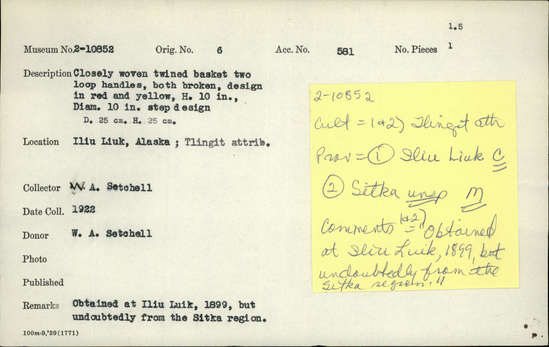 1.5
Museum No. 2-10852 Orig. No. 6 Acc. No. 581 No. Pieces 1
Description Closely woven twined basket two
loop handles, both broken, design
in red and yellow, H. 10 in.,
Diam. 10 in. step design
D. 25 cm. H. 25 cm.
Location Iliu Liuk, Alaska ; Tlingit attrib.
Collector W. A. Setchell
Date Coll. 1922
Donor W. A. Setchell
Photo
Published
Remarks Obtained at Iliu Luik, 1899, but
undoubtedly from the Sitka region.
100m-8,'29(1771)
2-10852
Cult = 1+2) Tlingit attr
Prov = ① Iliu Liuk C
② Sitka unsp M
Comments (1+2) = "Obtained
at Iliu Luik, 1899, but
undoubtedly from the
Sitka region."
P